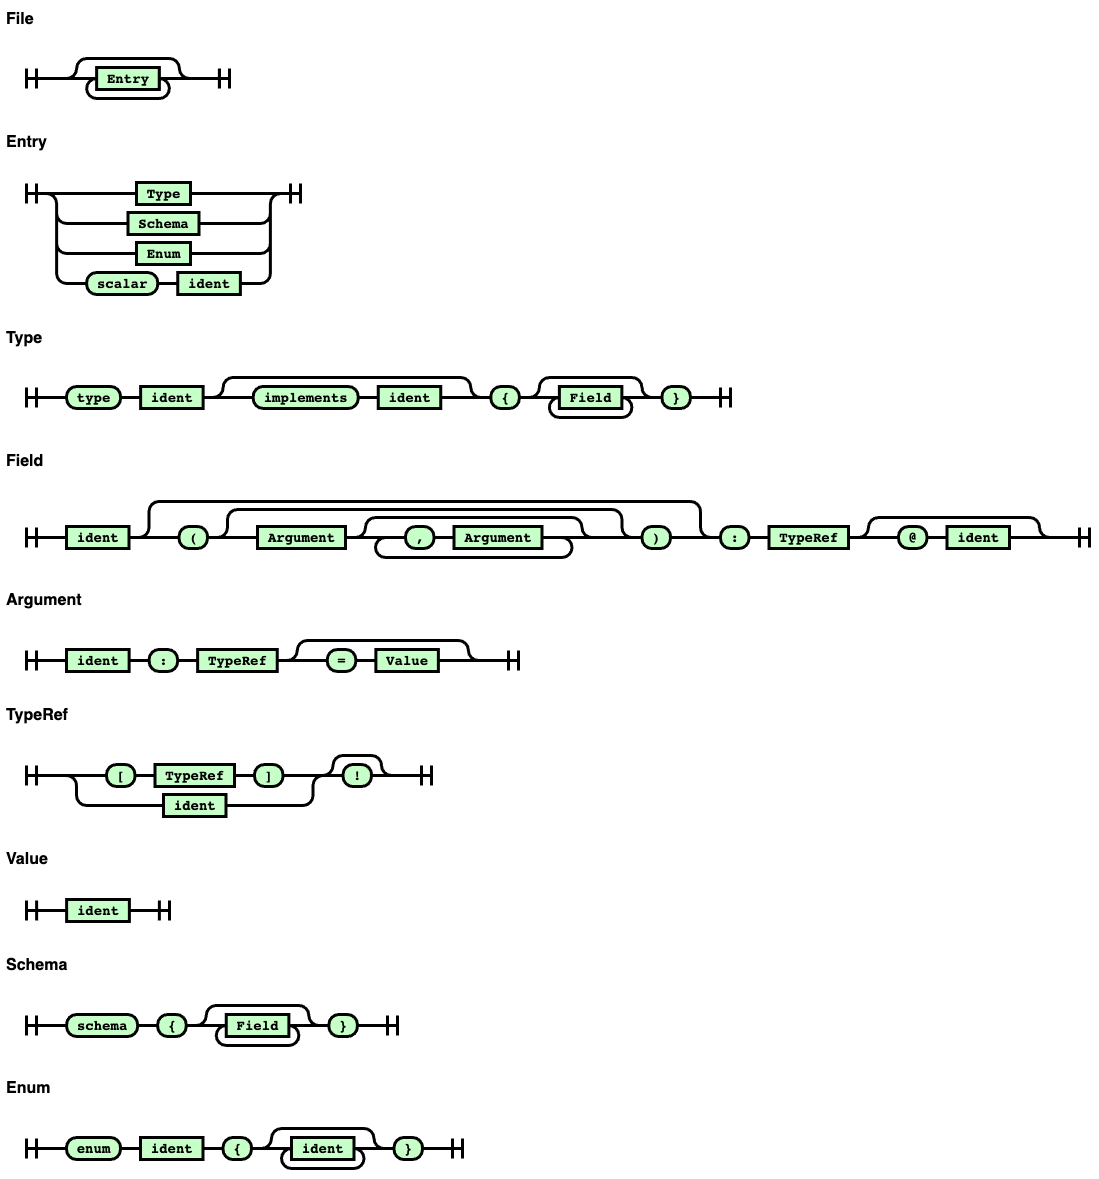 File
Entry
Entry
Type
Schema
Enum
scalar ident
Type
type ident implements ident { Field }
Field
ident ( Argument , Argument ) : TypeRef @ ident
Argument
ident : TypeRef = Value
TypeRef
[ TypeRef ] !
ident
Value
ident
Schema
schema { Field }
Enum
enum ident { ident }